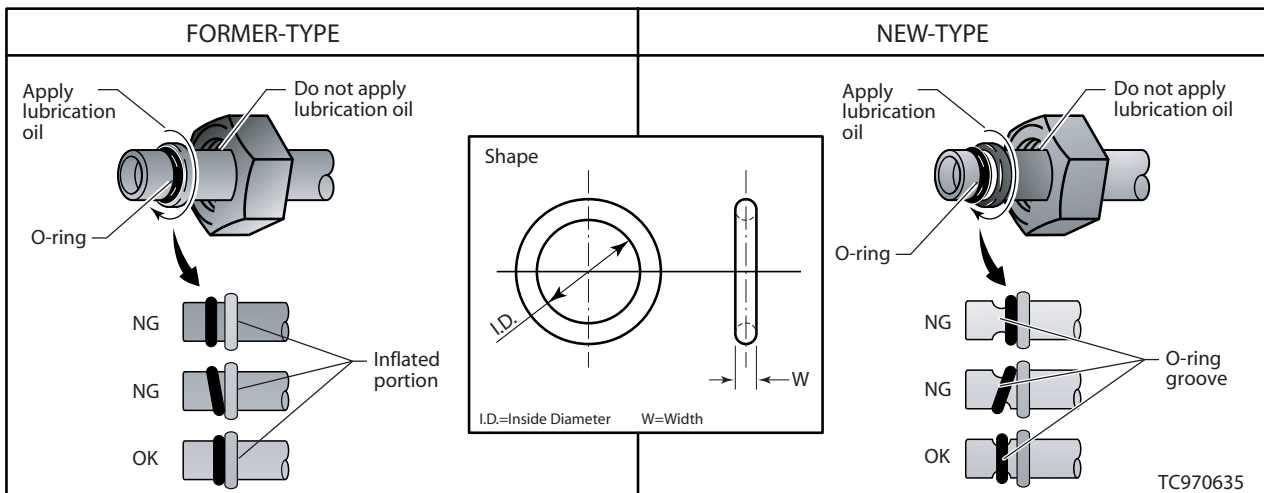 FORMER-TYPE
Apply
lubrication
oil
Do not apply
lubrication oil
O-ring
NG
NG
OK
Inflated
portion
Shape
I.D.
W
I.D.=Inside Diameter W=Width
NEW-TYPE
Apply
lubrication
oil
Do not apply
lubrication oil
O-ring
NG
NG
OK
O-ring
groove
TC970635